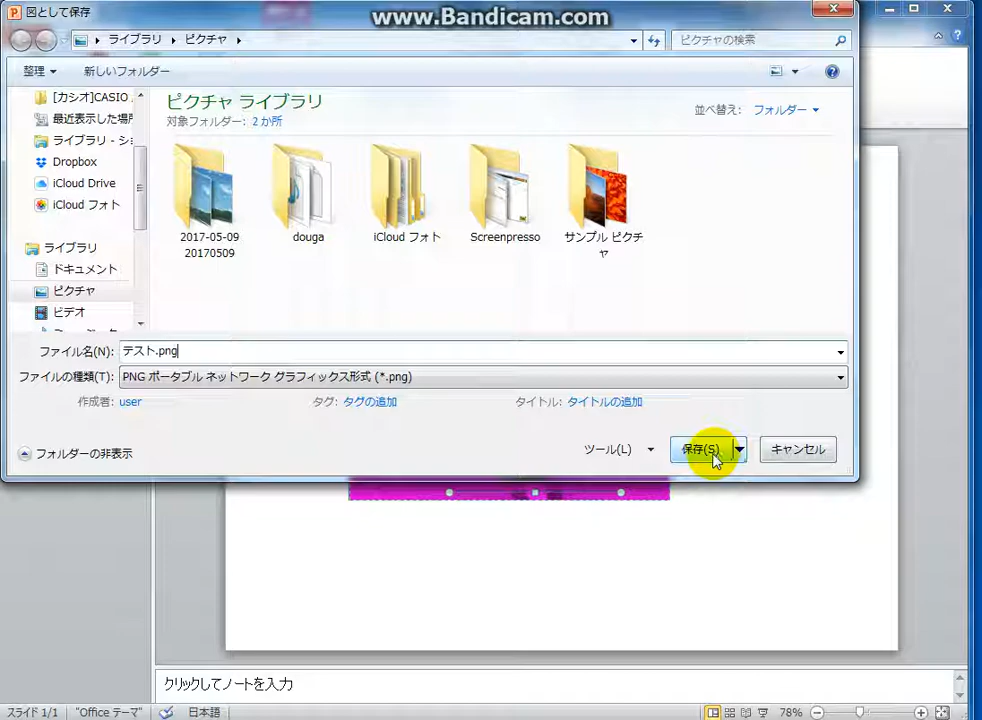 図として保存
www.Bandicam.com
ライブラリ ピクチャ
ピクチャの検索
整理
新しいフォルダー
[カシオ]CASIO
最近表示した場所
ライブラリ - ショ
Dropbox
iCloud Drive
iCloud フォト
ライブラリ
ドキュメント
ピクチャ
ビデオ
ピクチャ ライブラリ
対象フォルダー: 2 か所
並べ替え: フォルダー
2017-05-09
20170509
douga
iCloud フォト
Screenpresso
サンプル ピクチ
ャ
ファイル名(N): テスト.png
ファイルの種類(T): PNG ポータブル ネットワーク グラフィックス形式 (*.png)
作成者: user
タグ: タグの追加
タイトル: タイトルの追加
フォルダーの非表示
ツール(L)
保存(S)
キャンセル
クリックしてノートを入力
スライド 1/1
"Office テーマ"
日本語
78%